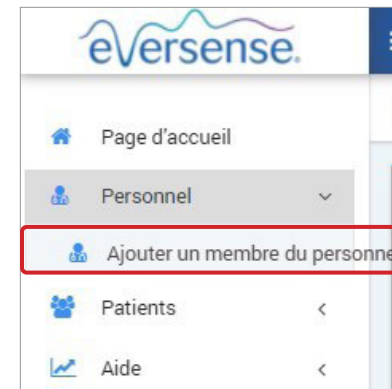 eversense.
Page d'accueil
Personnel
Ajouter un membre du personne
Patients
Aide